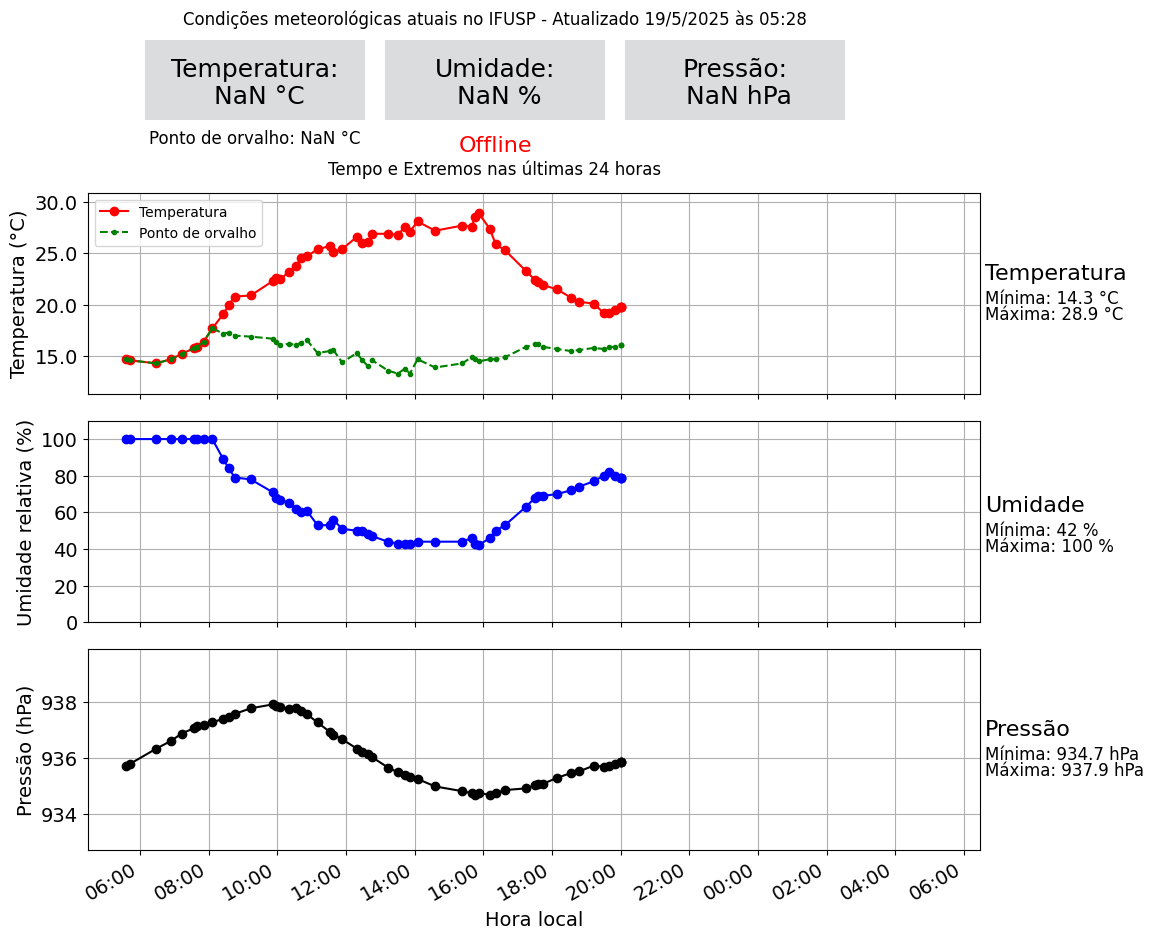 Condições meteorológicas atuais no IFUSP - Atualizado 19/5/2025 às 05:28
Temperatura:
NaN °C
Umidade:
NaN %
Pressão:
NaN hPa
Ponto de orvalho: NaN °C
Offline
Tempo e Extremos nas últimas 24 horas
30.0
25.0
20.0
15.0
Temperatura (°C)
Temperatura
Ponto de orvalho
Temperatura
Mínima: 14.3 °C
Máxima: 28.9 °C
100
80
60
40
20
0
Umidade relativa (%)
Umidade
Mínima: 42 %
Máxima: 100 %
938
936
934
Pressão (hPa)
Pressão
Mínima: 934.7 hPa
Máxima: 937.9 hPa
06:00 08:00 10:00 12:00 14:00 16:00 18:00 20:00 22:00 00:00 02:00 04:00 06:00
Hora local